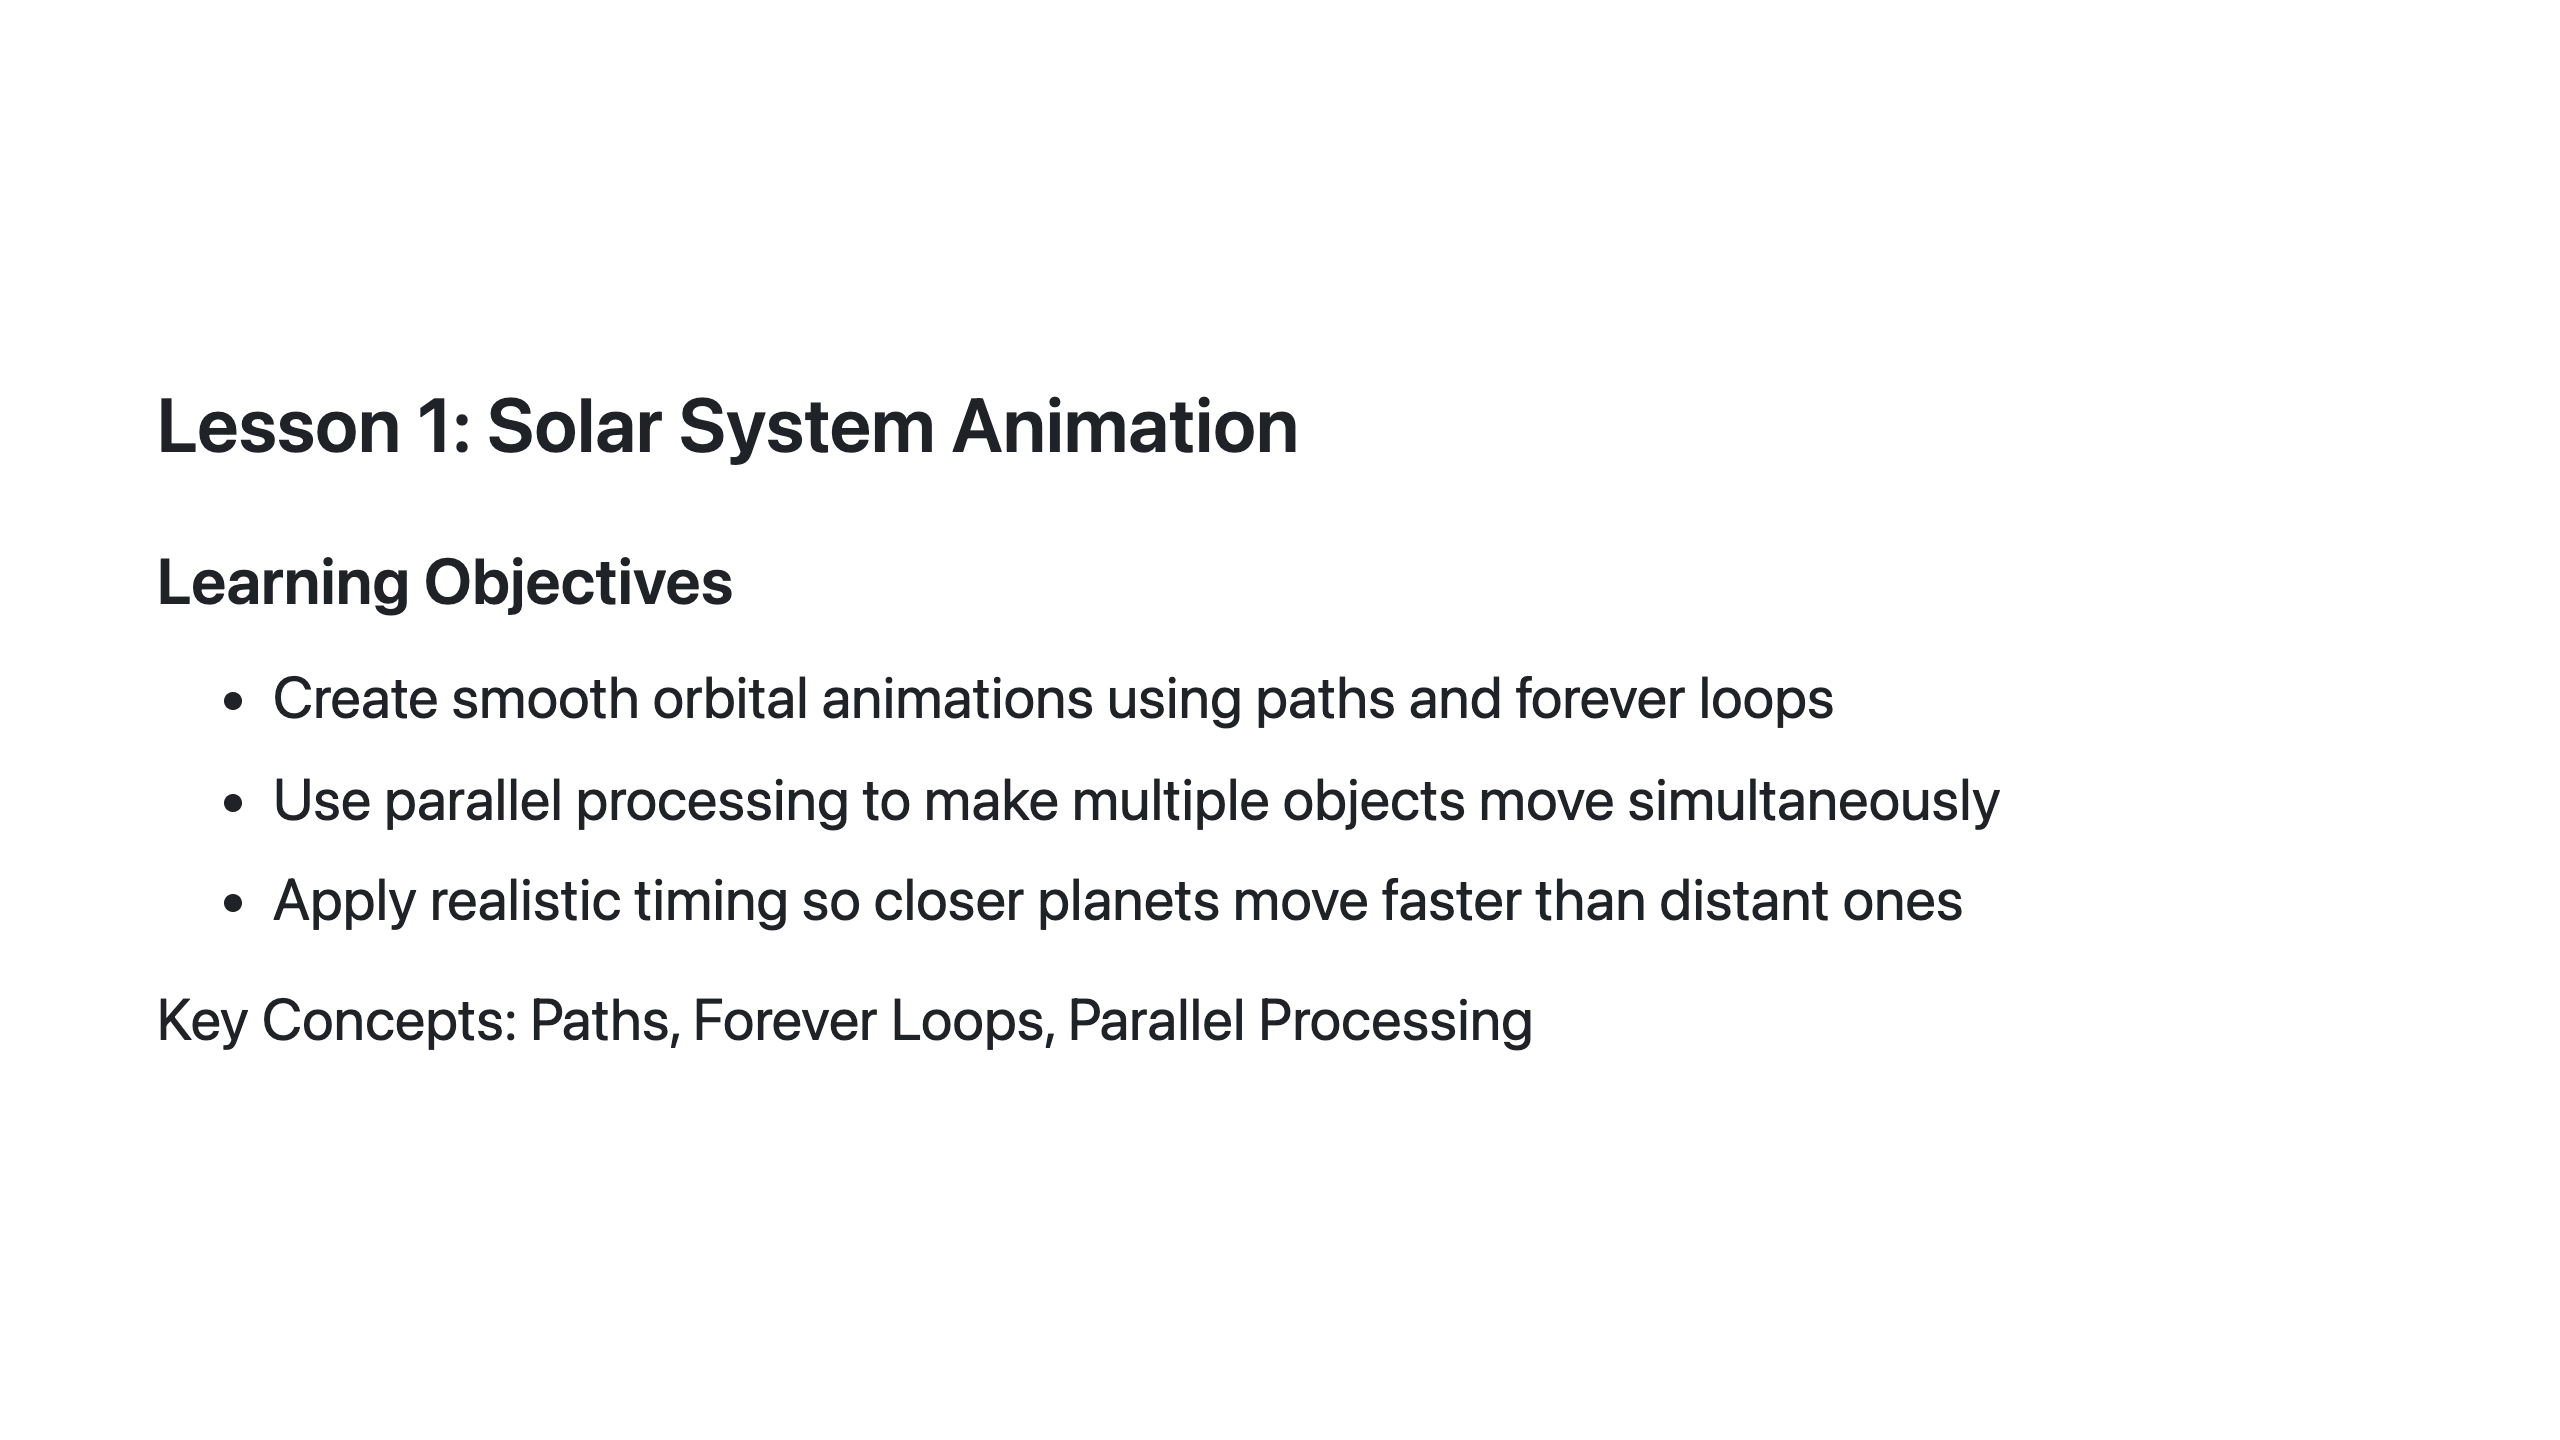 Lesson 1: Solar System Animation
Learning Objectives
• Create smooth orbital animations using paths and forever loops
• Use parallel processing to make multiple objects move simultaneously
• Apply realistic timing so closer planets move faster than distant ones
Key Concepts: Paths, Forever Loops, Parallel Processing